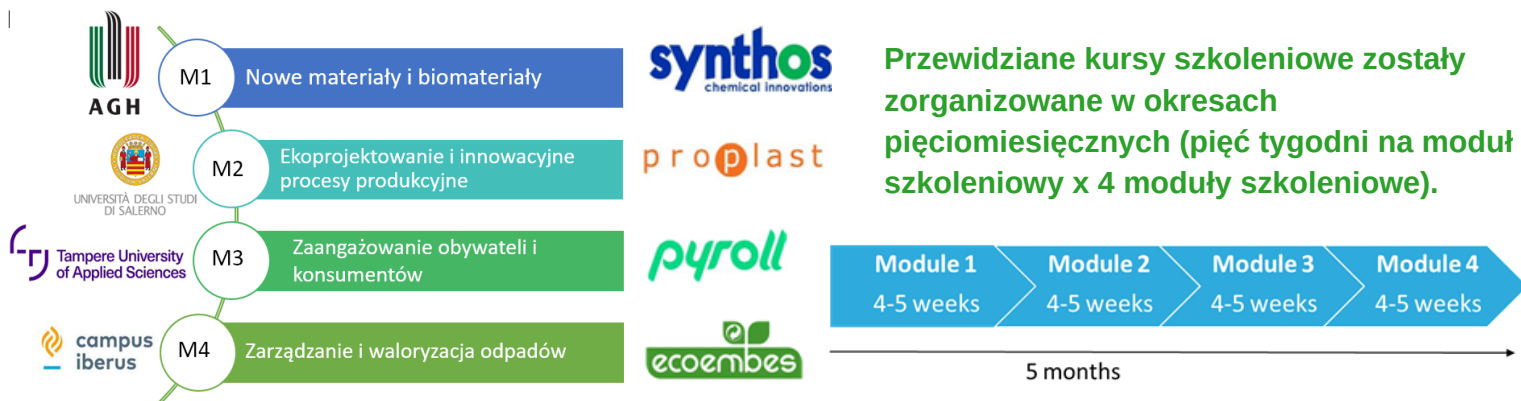 AGH
M1
Nowe materiały i biomateriały
synthos
chemical innovations
UNIVERSITÀ DEGLI STUDI
DI SALERNO
M2
Ekoprojektowanie i innowacyjne
procesy produkcyjne
proplast
Tampere University
of Applied Sciences
M3
Zaangażowanie obywateli i
konsumentów
pyroll
campus
iberus
M4
Zarządzanie i waloryzacja odpadów
ecoembes
Przewidziane kursy szkoleniowe zostały
zorganizowane w okresach
pięciomiesięcznych (pięć tygodni na moduł
szkoleniowy x 4 moduły szkoleniowe).
Module 1
4-5 weeks
Module 2
4-5 weeks
Module 3
4-5 weeks
Module 4
4-5 weeks
5 months